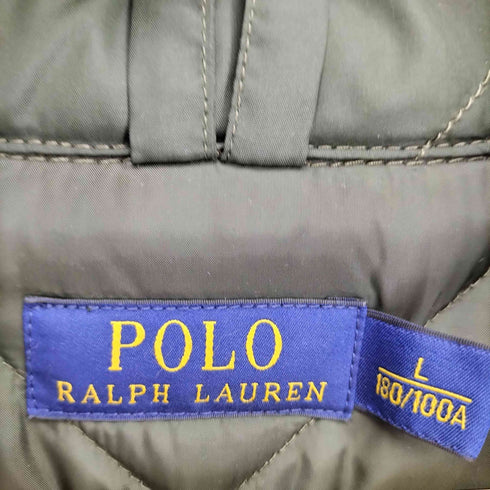 POLO
RALPH LAUREN
L
180/100A